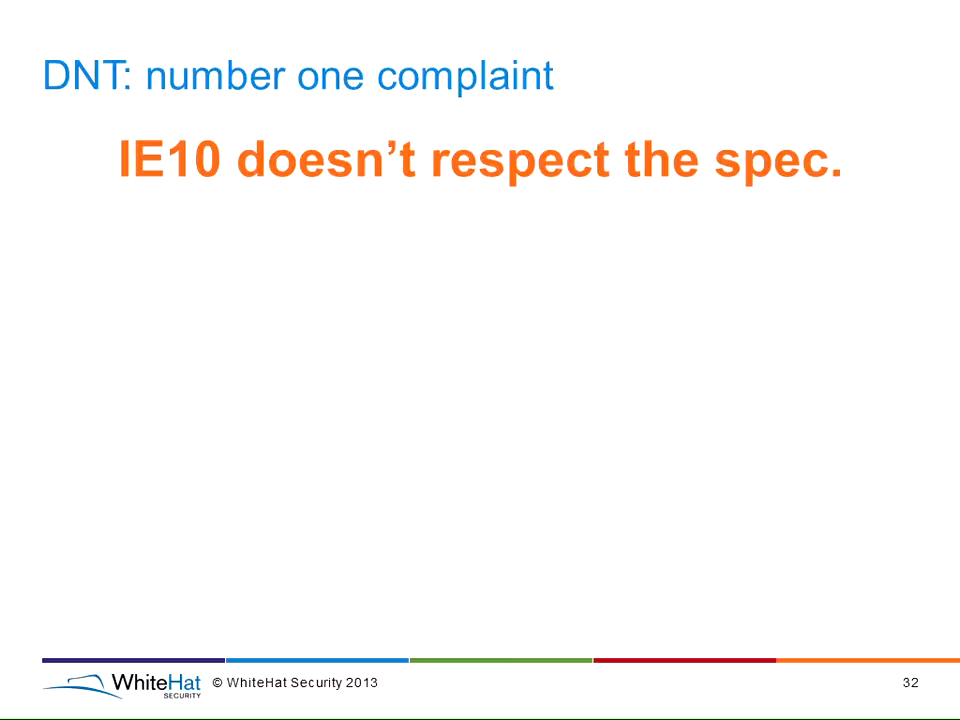 DNT: number one complaint
IE10 doesn’t respect the spec.
WhiteHat
SECURITY
© WhiteHat Security 2013
32